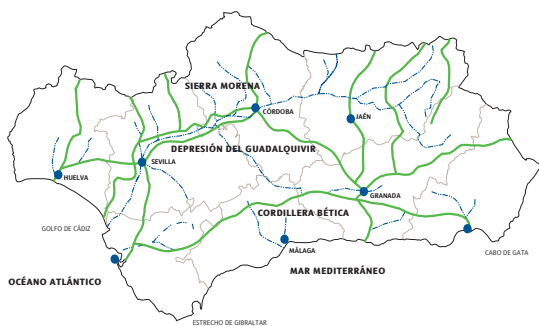 SIERRA MORENA
CÓRDOBA
JAÉN
DEPRESIÓN DEL GUADALQUIVIR
SEVILLA
HUELVA
GRANADA
CORDILLERA BÉTICA
GOLFO DE CÁDIZ
MÁLAGA
CABO DE GATA
MAR MEDITERRÁNEO
OCÉANO ATLÁNTICO
ESTRECHO DE GIBRALTAR